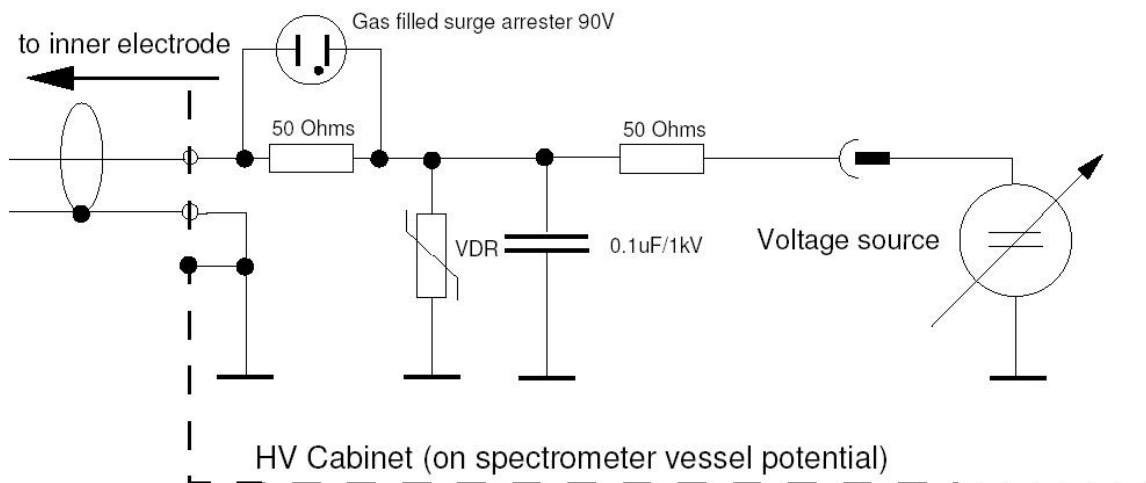 Gas filled surge arrester 90V
to inner electrode
50 Ohms
50 Ohms
VDR
0.1uF/1kV
Voltage source
HV Cabinet (on spectrometer vessel potential)